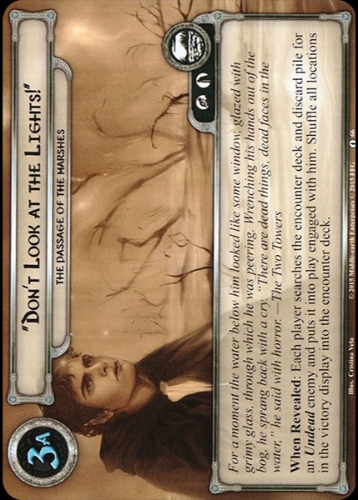 3A
"DON'T LOOK AT THE LIGHTS!"
THE PASSAGE OF THE MARSHES
For a moment the water below him looked like some window, glazed with
grimy glass, through which he was peering. Wrenching his hands out of the
bog, he sprang back with a cry. "There are dead things, dead faces in the
water," he said with horror. —The Two Towers
When Revealed: Each player searches the encounter deck and discard pile for
an Undead enemy and puts it into play engaged with him. Shuffle all locations
in the victory display into the encounter deck.
Illus. Cristina Vela © 2015 Middle-earth Enterprises © 2015 FFG 66